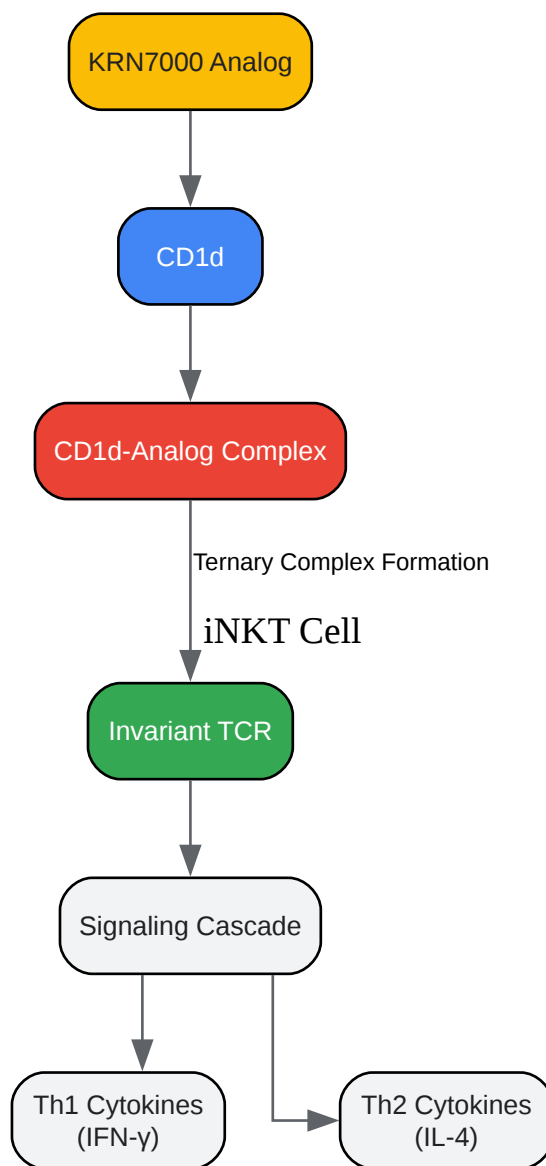 KRN7000 Analog
CD1d
CD1d-Analog Complex
Ternary Complex Formation
iNKT Cell
Invariant TCR
Signaling Cascade
Th1 Cytokines
(IFN-γ)
Th2 Cytokines
(IL-4)